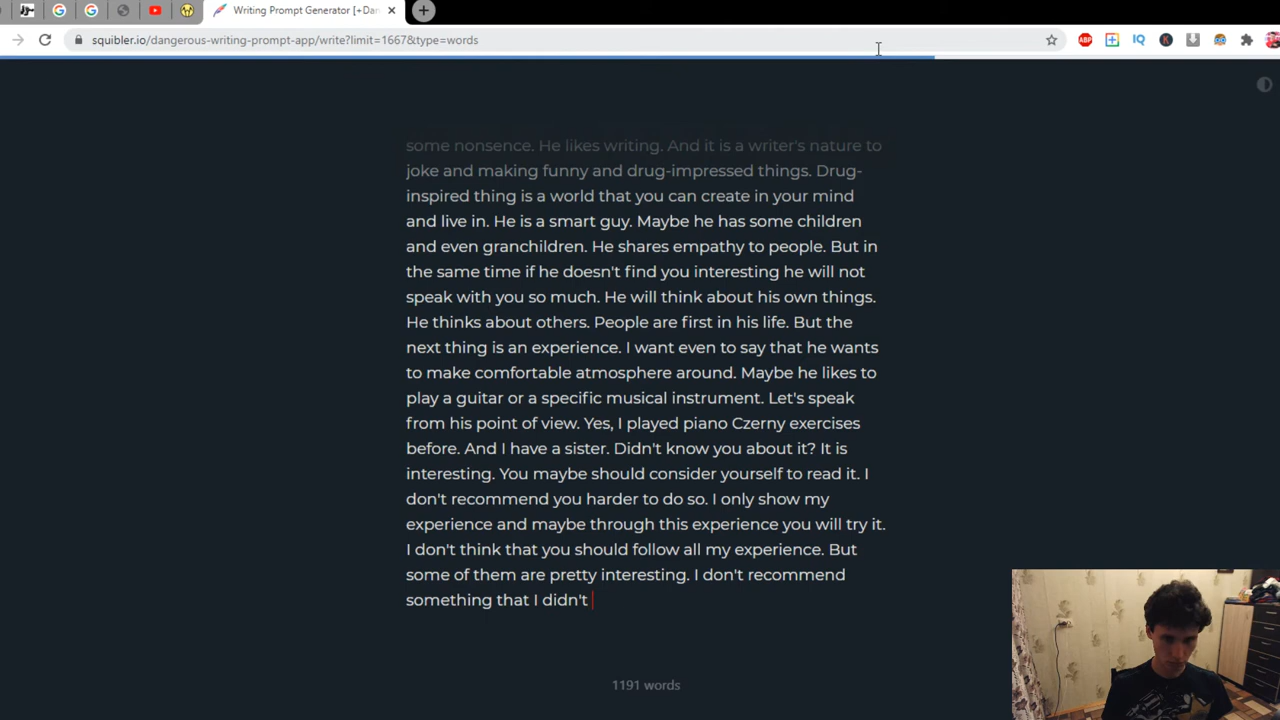 Writing Prompt Generator [+Dan
squibler.io/dangerous-writing-prompt-app/write?limit=1667&type=words
ABP
IQ
K
some nonsence. He likes writing. And it is a writer's nature to
joke and making funny and drug-impressed things. Drug-
inspired thing is a world that you can create in your mind
and live in. He is a smart guy. Maybe he has some children
and even granchildren. He shares empathy to people. But in
the same time if he doesn't find you interesting he will not
speak with you so much. He will think about his own things.
He thinks about others. People are first in his life. But the
next thing is an experience. I want even to say that he wants
to make comfortable atmosphere around. Maybe he likes to
play a guitar or a specific musical instrument. Let's speak
from his point of view. Yes, I played piano Czerny exercises
before. And I have a sister. Didn't know you about it? It is
interesting. You maybe should consider yourself to read it. I
don't recommend you harder to do so. I only show my
experience and maybe through this experience you will try it.
I don't think that you should follow all my experience. But
some of them are pretty interesting. I don't recommend
something that I didn't
1191 words